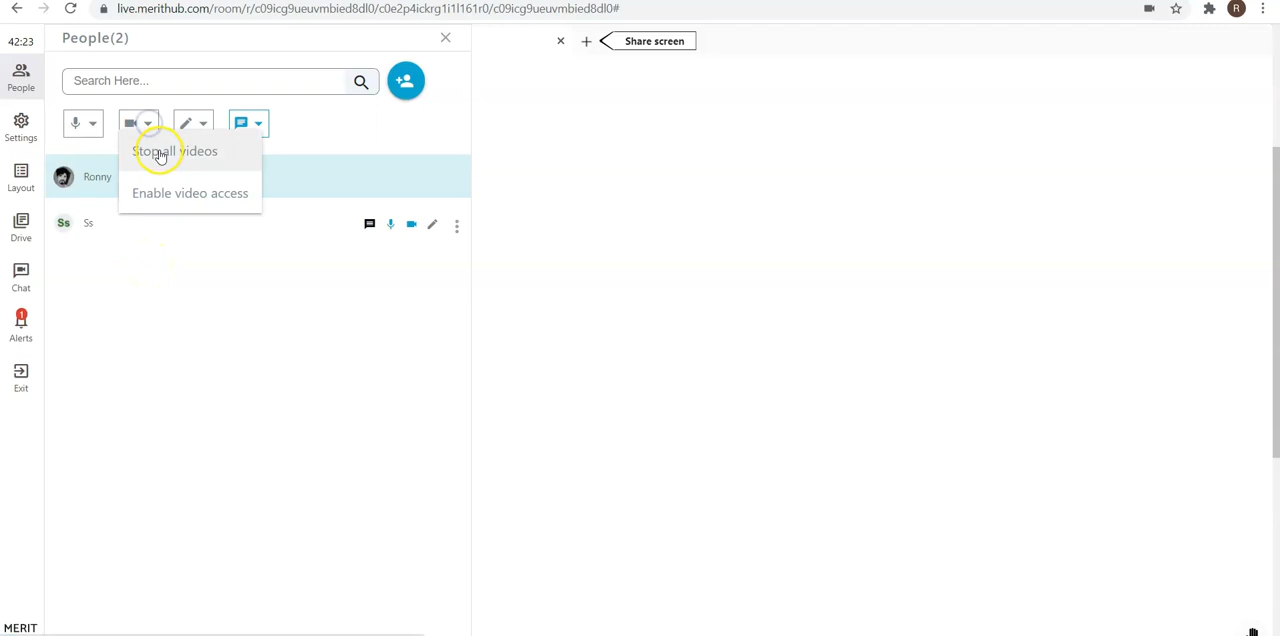 live.merithub.com/room/r/c09icg9ueuvmbied8dl0/c0e2p4ickrg1i1l161r0/c09icg9ueuvmbied8dl0#
R
42:23
People(2)
Share screen
People
Search Here...
Settings
Stop all videos
Ronny
Layout
Enable video access
Ss
Ss
Drive
Chat
1
Alerts
Exit
MERIT